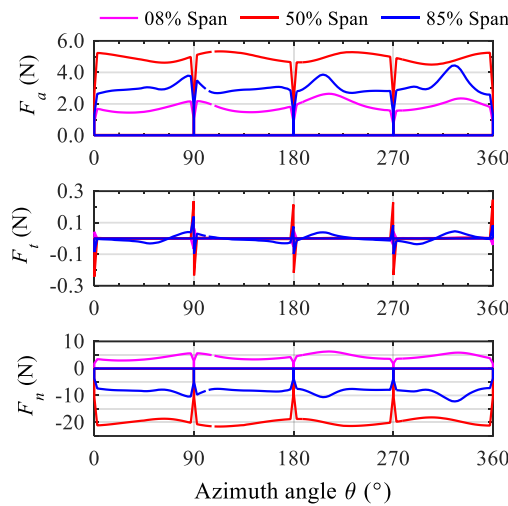 08% Span 50% Span 85% Span
F_a (N)
6.0
4.0
2.0
0.0
0 90 180 270 360
F_t (N)
0.3
0.1
-0.1
-0.3
0 90 180 270 360
F_n (N)
10
0
-10
-20
0 90 180 270 360
Azimuth angle θ (°)